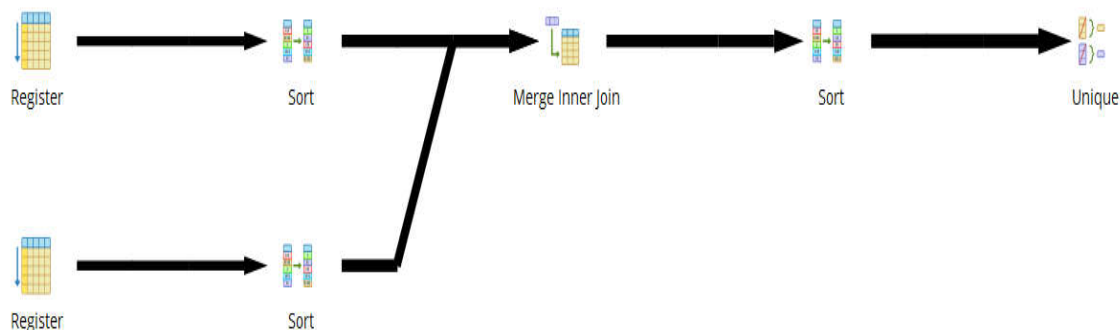 Register
Sort
Merge Inner Join
Sort
Unique
Register
Sort